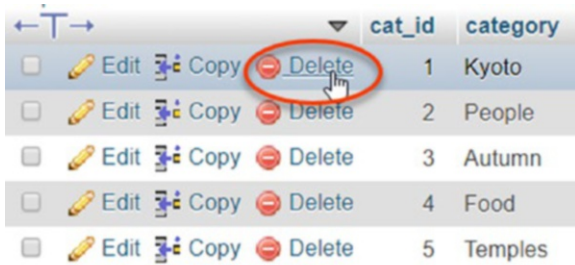 ←T→ cat_id category
Edit Copy Delete 1 Kyoto
Edit Copy Delete 2 People
Edit Copy Delete 3 Autumn
Edit Copy Delete 4 Food
Edit Copy Delete 5 Temples